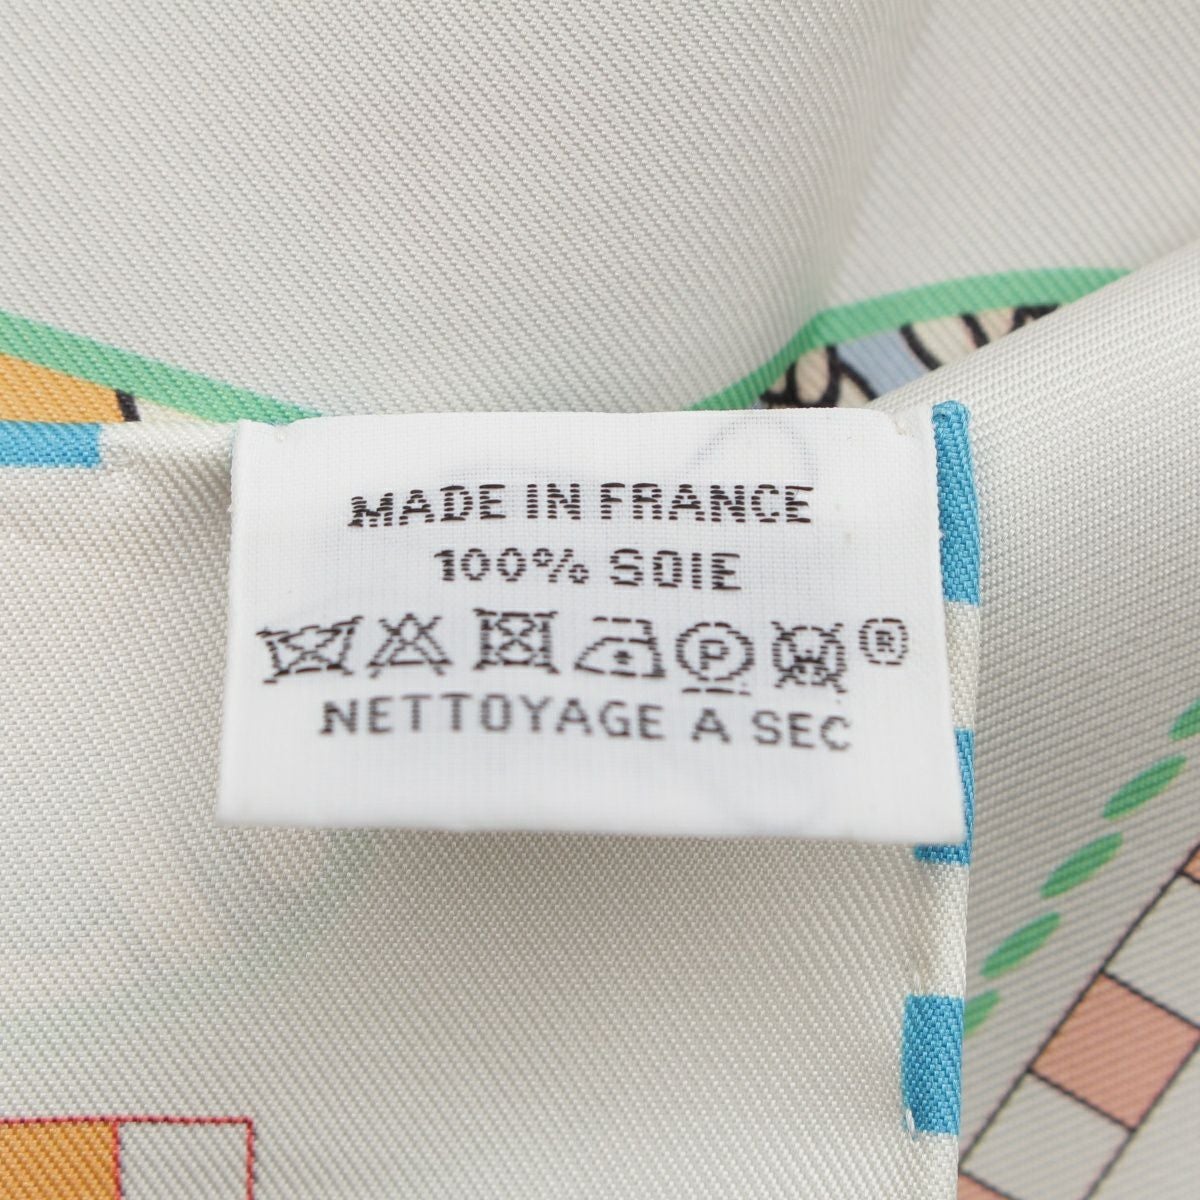 MADE IN FRANCE
100% SOIE
P ®
NETTOYAGE A SEC